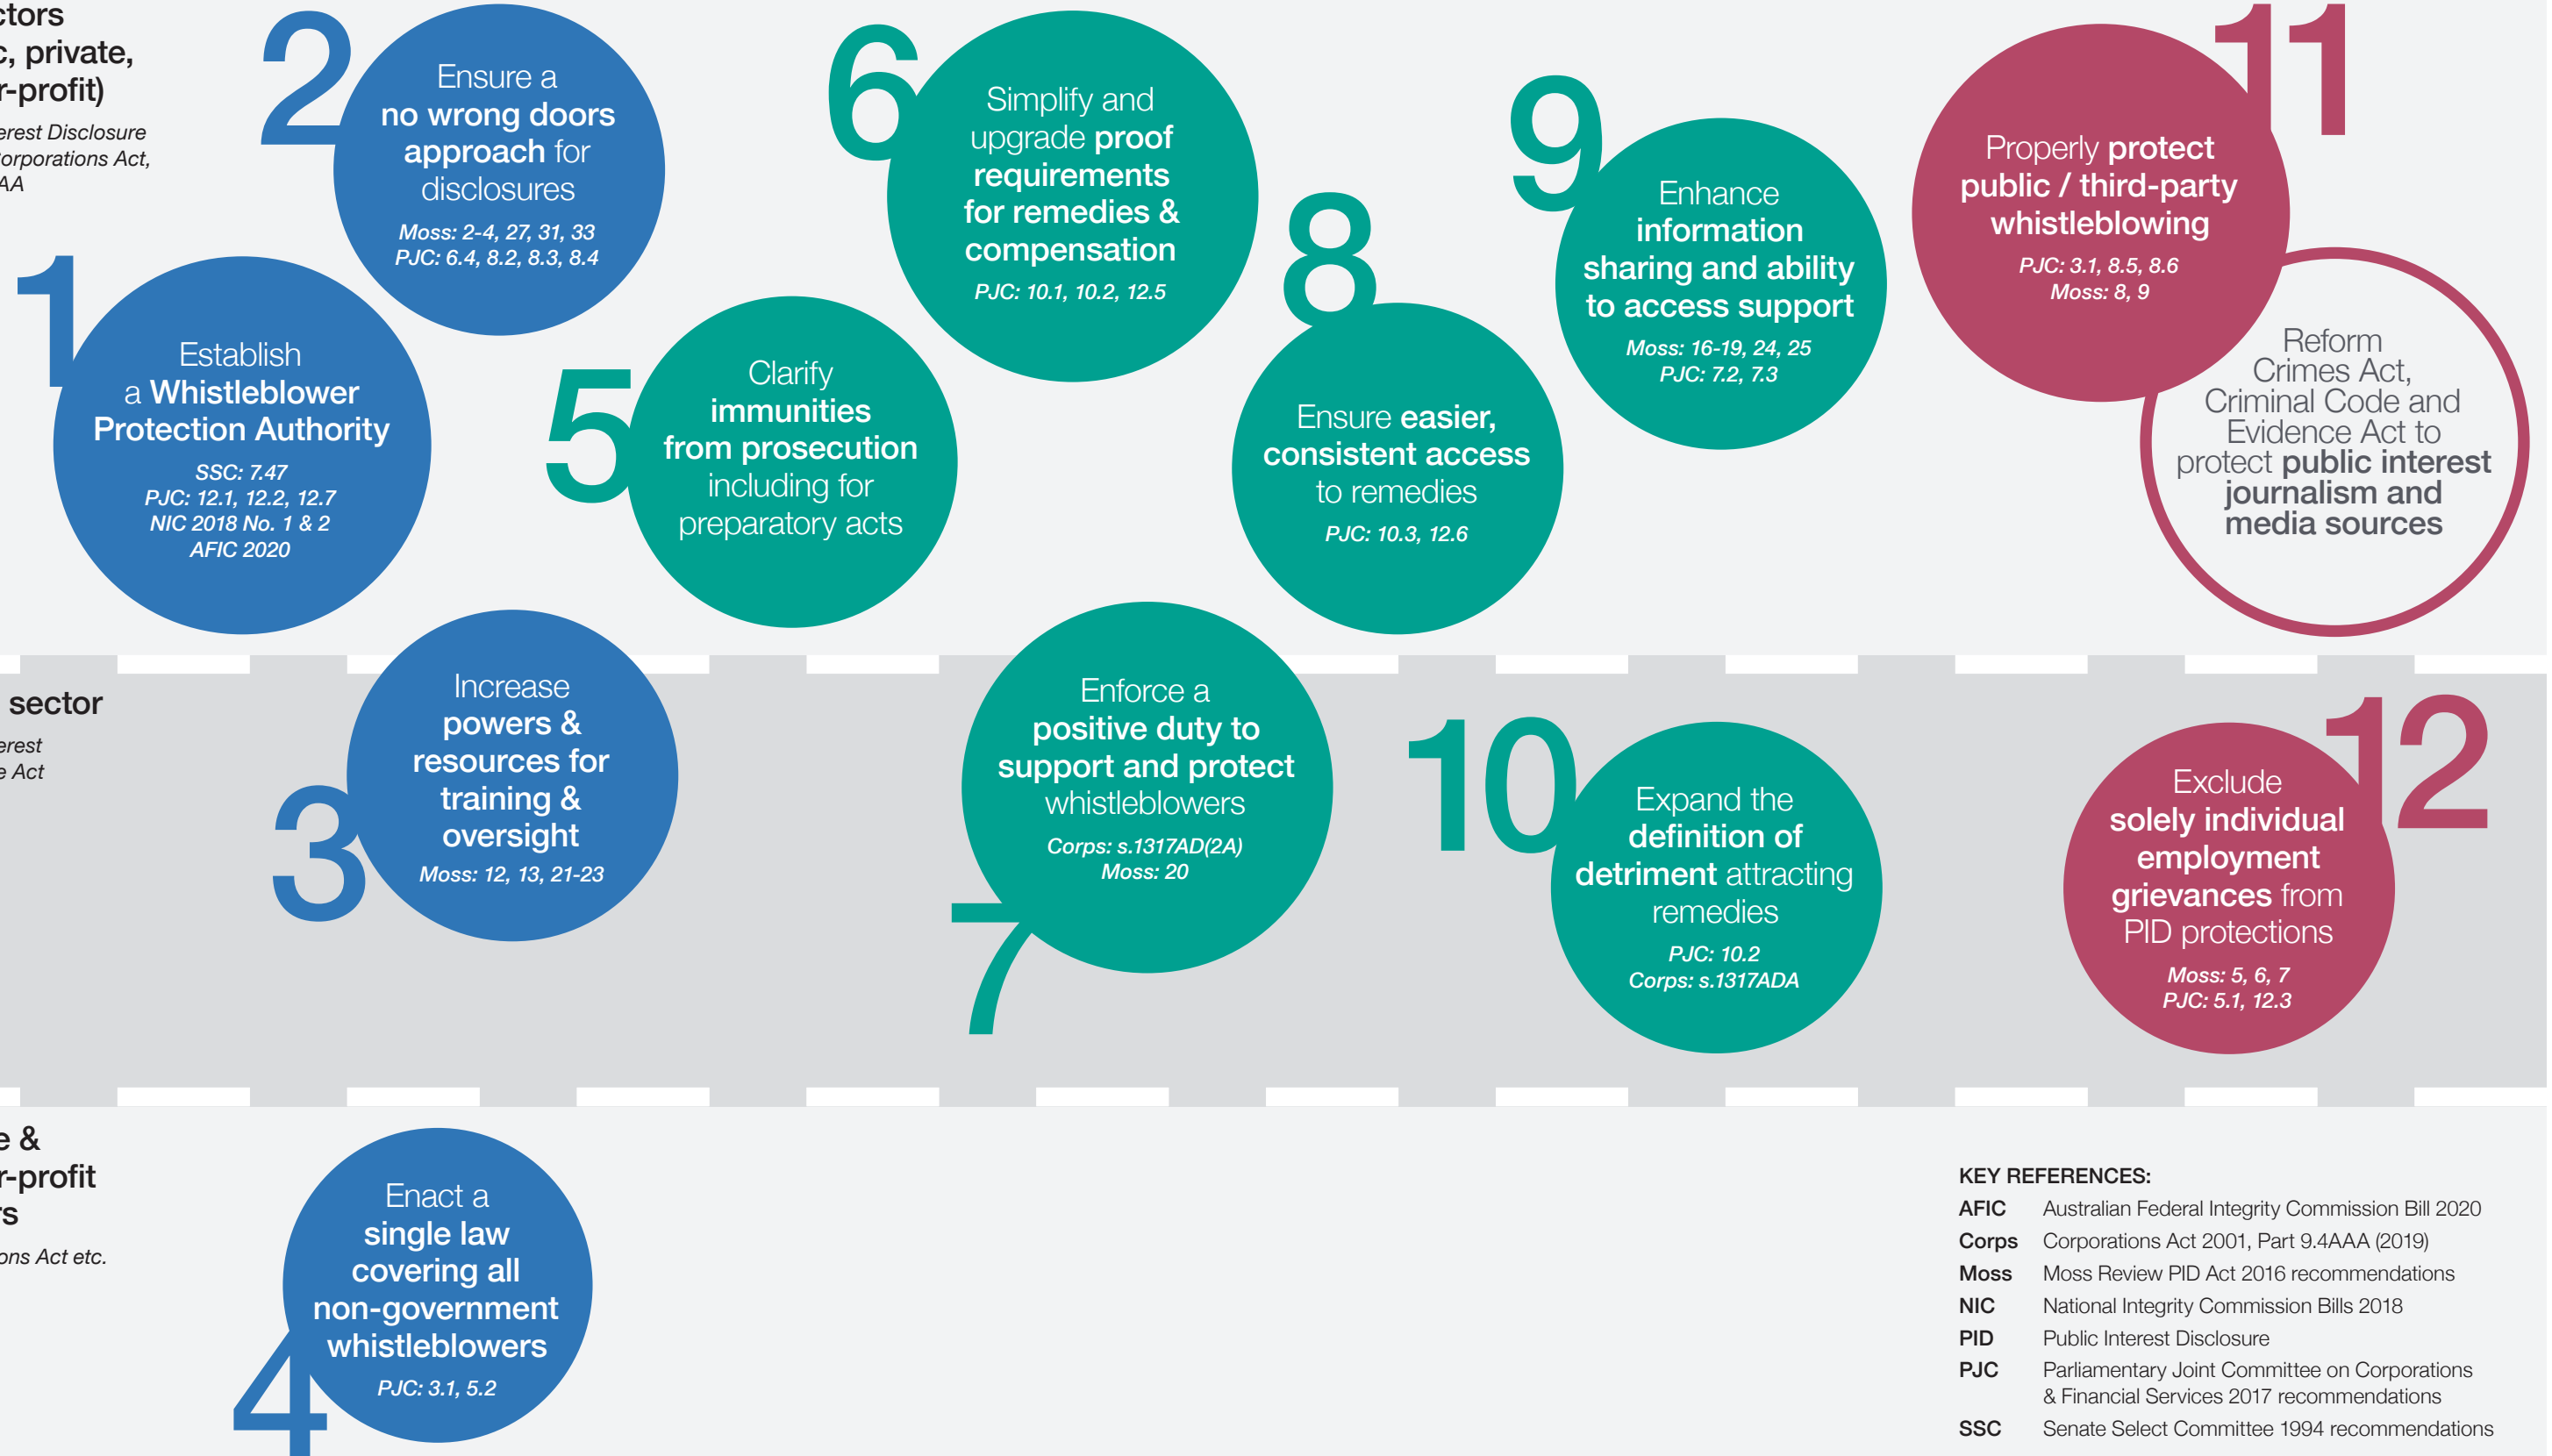 ctors
c, private,
r-profit)
erest Disclosure
Corporations Act,
AA
1
Establish
a Whistleblower
Protection Authority
SSC: 7.47
PJC: 12.1, 12.2, 12.7
NIC 2018 No. 1 & 2
AFIC 2020
2
Ensure a
no wrong doors
approach for
disclosures
Moss: 2-4, 27, 31, 33
PJC: 6.4, 8.2, 8.3, 8.4
5
Clarify
immunities
from prosecution
including for
preparatory acts
6
Simplify and
upgrade proof
requirements
for remedies &
compensation
PJC: 10.1, 10.2, 12.5
8
Ensure easier,
consistent access
to remedies
PJC: 10.3, 12.6
9
Enhance
information
sharing and ability
to access support
Moss: 16-19, 24, 25
PJC: 7.2, 7.3
11
Properly protect
public / third-party
whistleblowing
PJC: 3.1, 8.5, 8.6
Moss: 8, 9
Reform
Crimes Act,
Criminal Code and
Evidence Act to
protect public interest
journalism and
media sources
sector
erest
e Act
3
Increase
powers &
resources for
training &
oversight
Moss: 12, 13, 21-23
7
Enforce a
positive duty to
support and protect
whistleblowers
Corps: s.1317AD(2A)
Moss: 20
10
Expand the
definition of
detriment attracting
remedies
PJC: 10.2
Corps: s.1317ADA
12
Exclude
solely individual
employment
grievances from
PID protections
Moss: 5, 6, 7
PJC: 5.1, 12.3
e &
r-profit
rs
ons Act etc.
4
Enact a
single law
covering all
non-government
whistleblowers
PJC: 3.1, 5.2
KEY REFERENCES:
AFIC Australian Federal Integrity Commission Bill 2020
Corps Corporations Act 2001, Part 9.4AAA (2019)
Moss Moss Review PID Act 2016 recommendations
NIC National Integrity Commission Bills 2018
PID Public Interest Disclosure
PJC Parliamentary Joint Committee on Corporations
& Financial Services 2017 recommendations
SSC Senate Select Committee 1994 recommendations